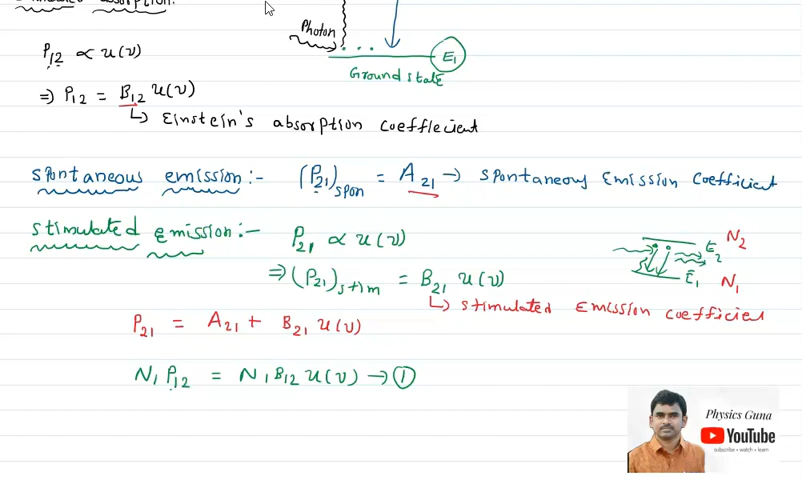 absorption:
Photon
E1
Ground state
P12 ∝ u(ν)
⇒ P12 = B12 u(ν)
↳ Einstein's absorption coeffecient
spontaneous emission:- (P21)spon = A21 → spontaneous emission coefficient
stimulated emission:- P21 ∝ u(ν)
E2 N2
E1 N1
⇒ (P21)stim = B21 u(ν)
↳ stimulated emission coefficient
P21 = A21 + B21 u(ν)
N1 P12 = N1 B12 u(ν) → ①
Physics Guna
YouTube
subscribe • watch • learn